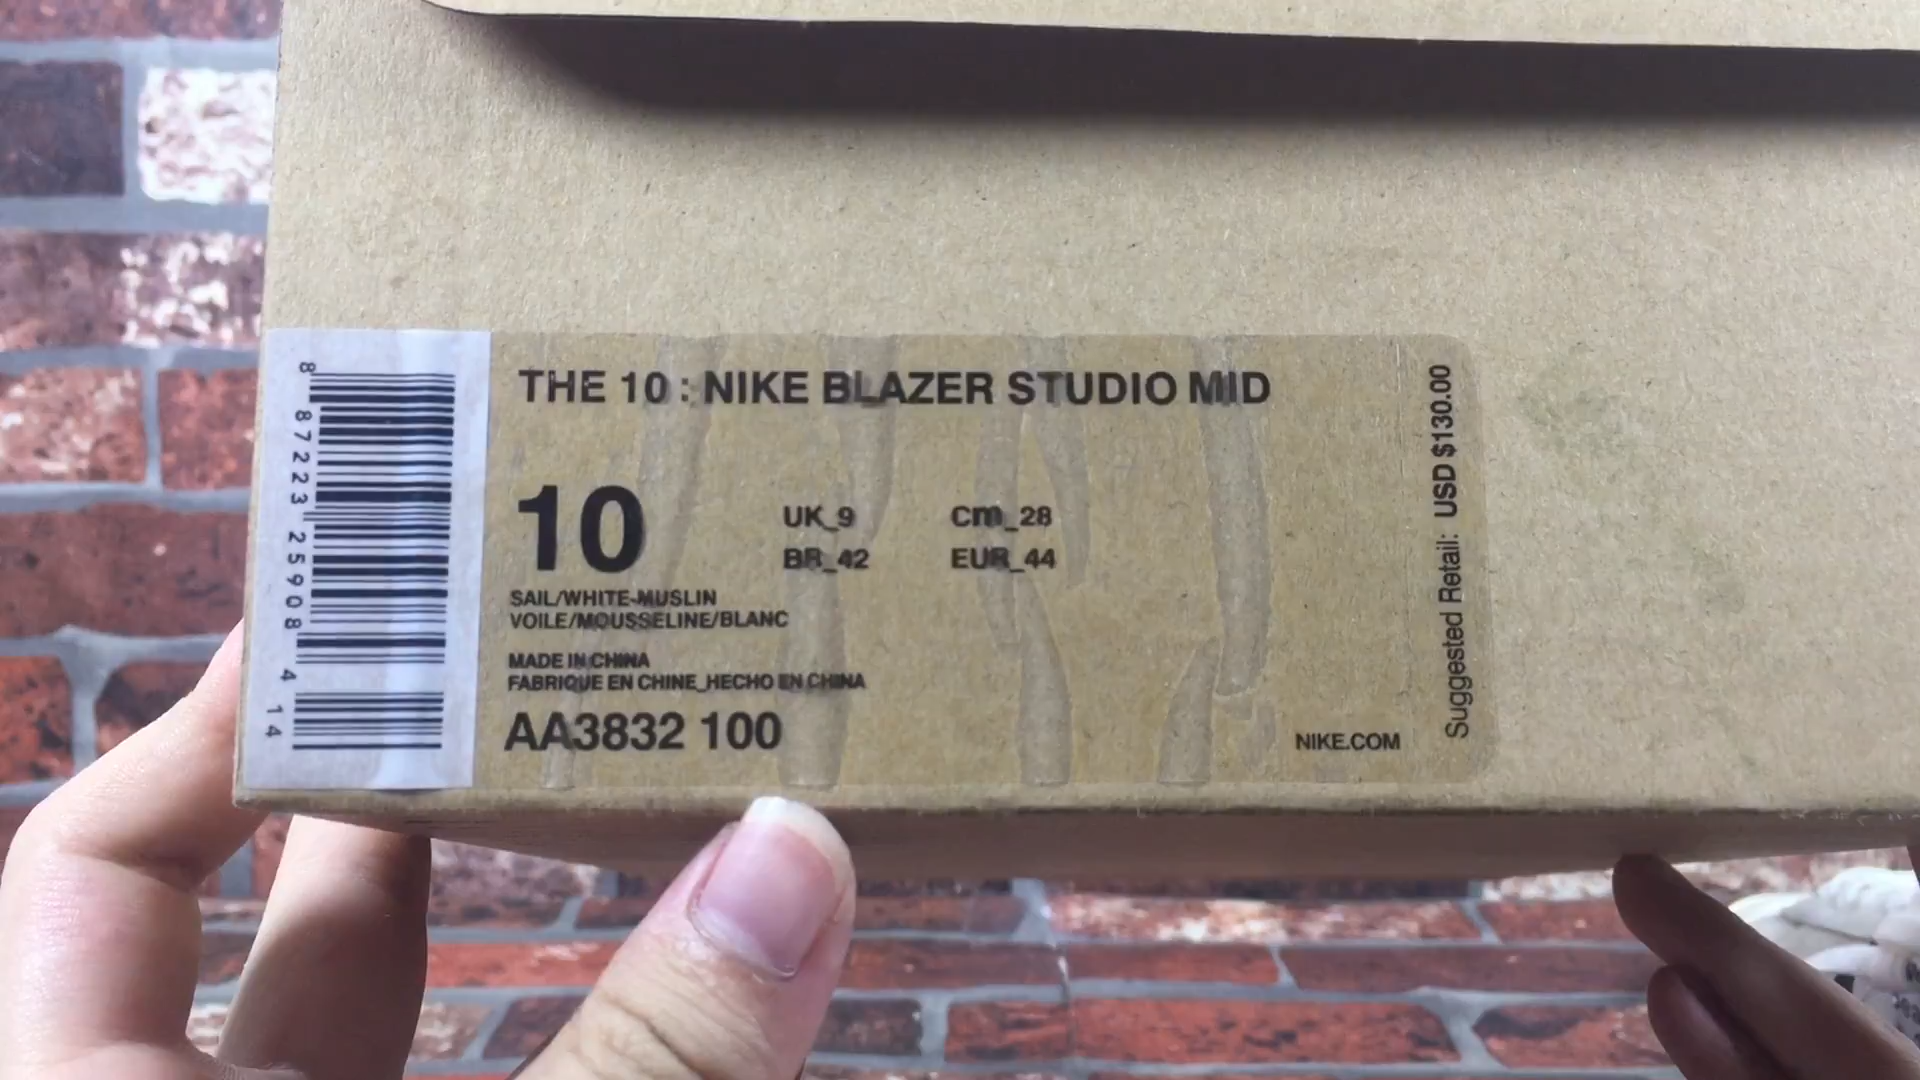 THE 10 : NIKE BLAZER STUDIO MID
10
UK_9
cm_28
BR_42
EUR_44
SAIL/WHITE-MUSLIN
VOILE/MOUSSELINE/BLANC
MADE IN CHINA
FABRIQUE EN CHINE_HECHO EN CHINA
AA3832 100
NIKE.COM
Suggested Retail: USD $130.00
8 87223 25908 4 14